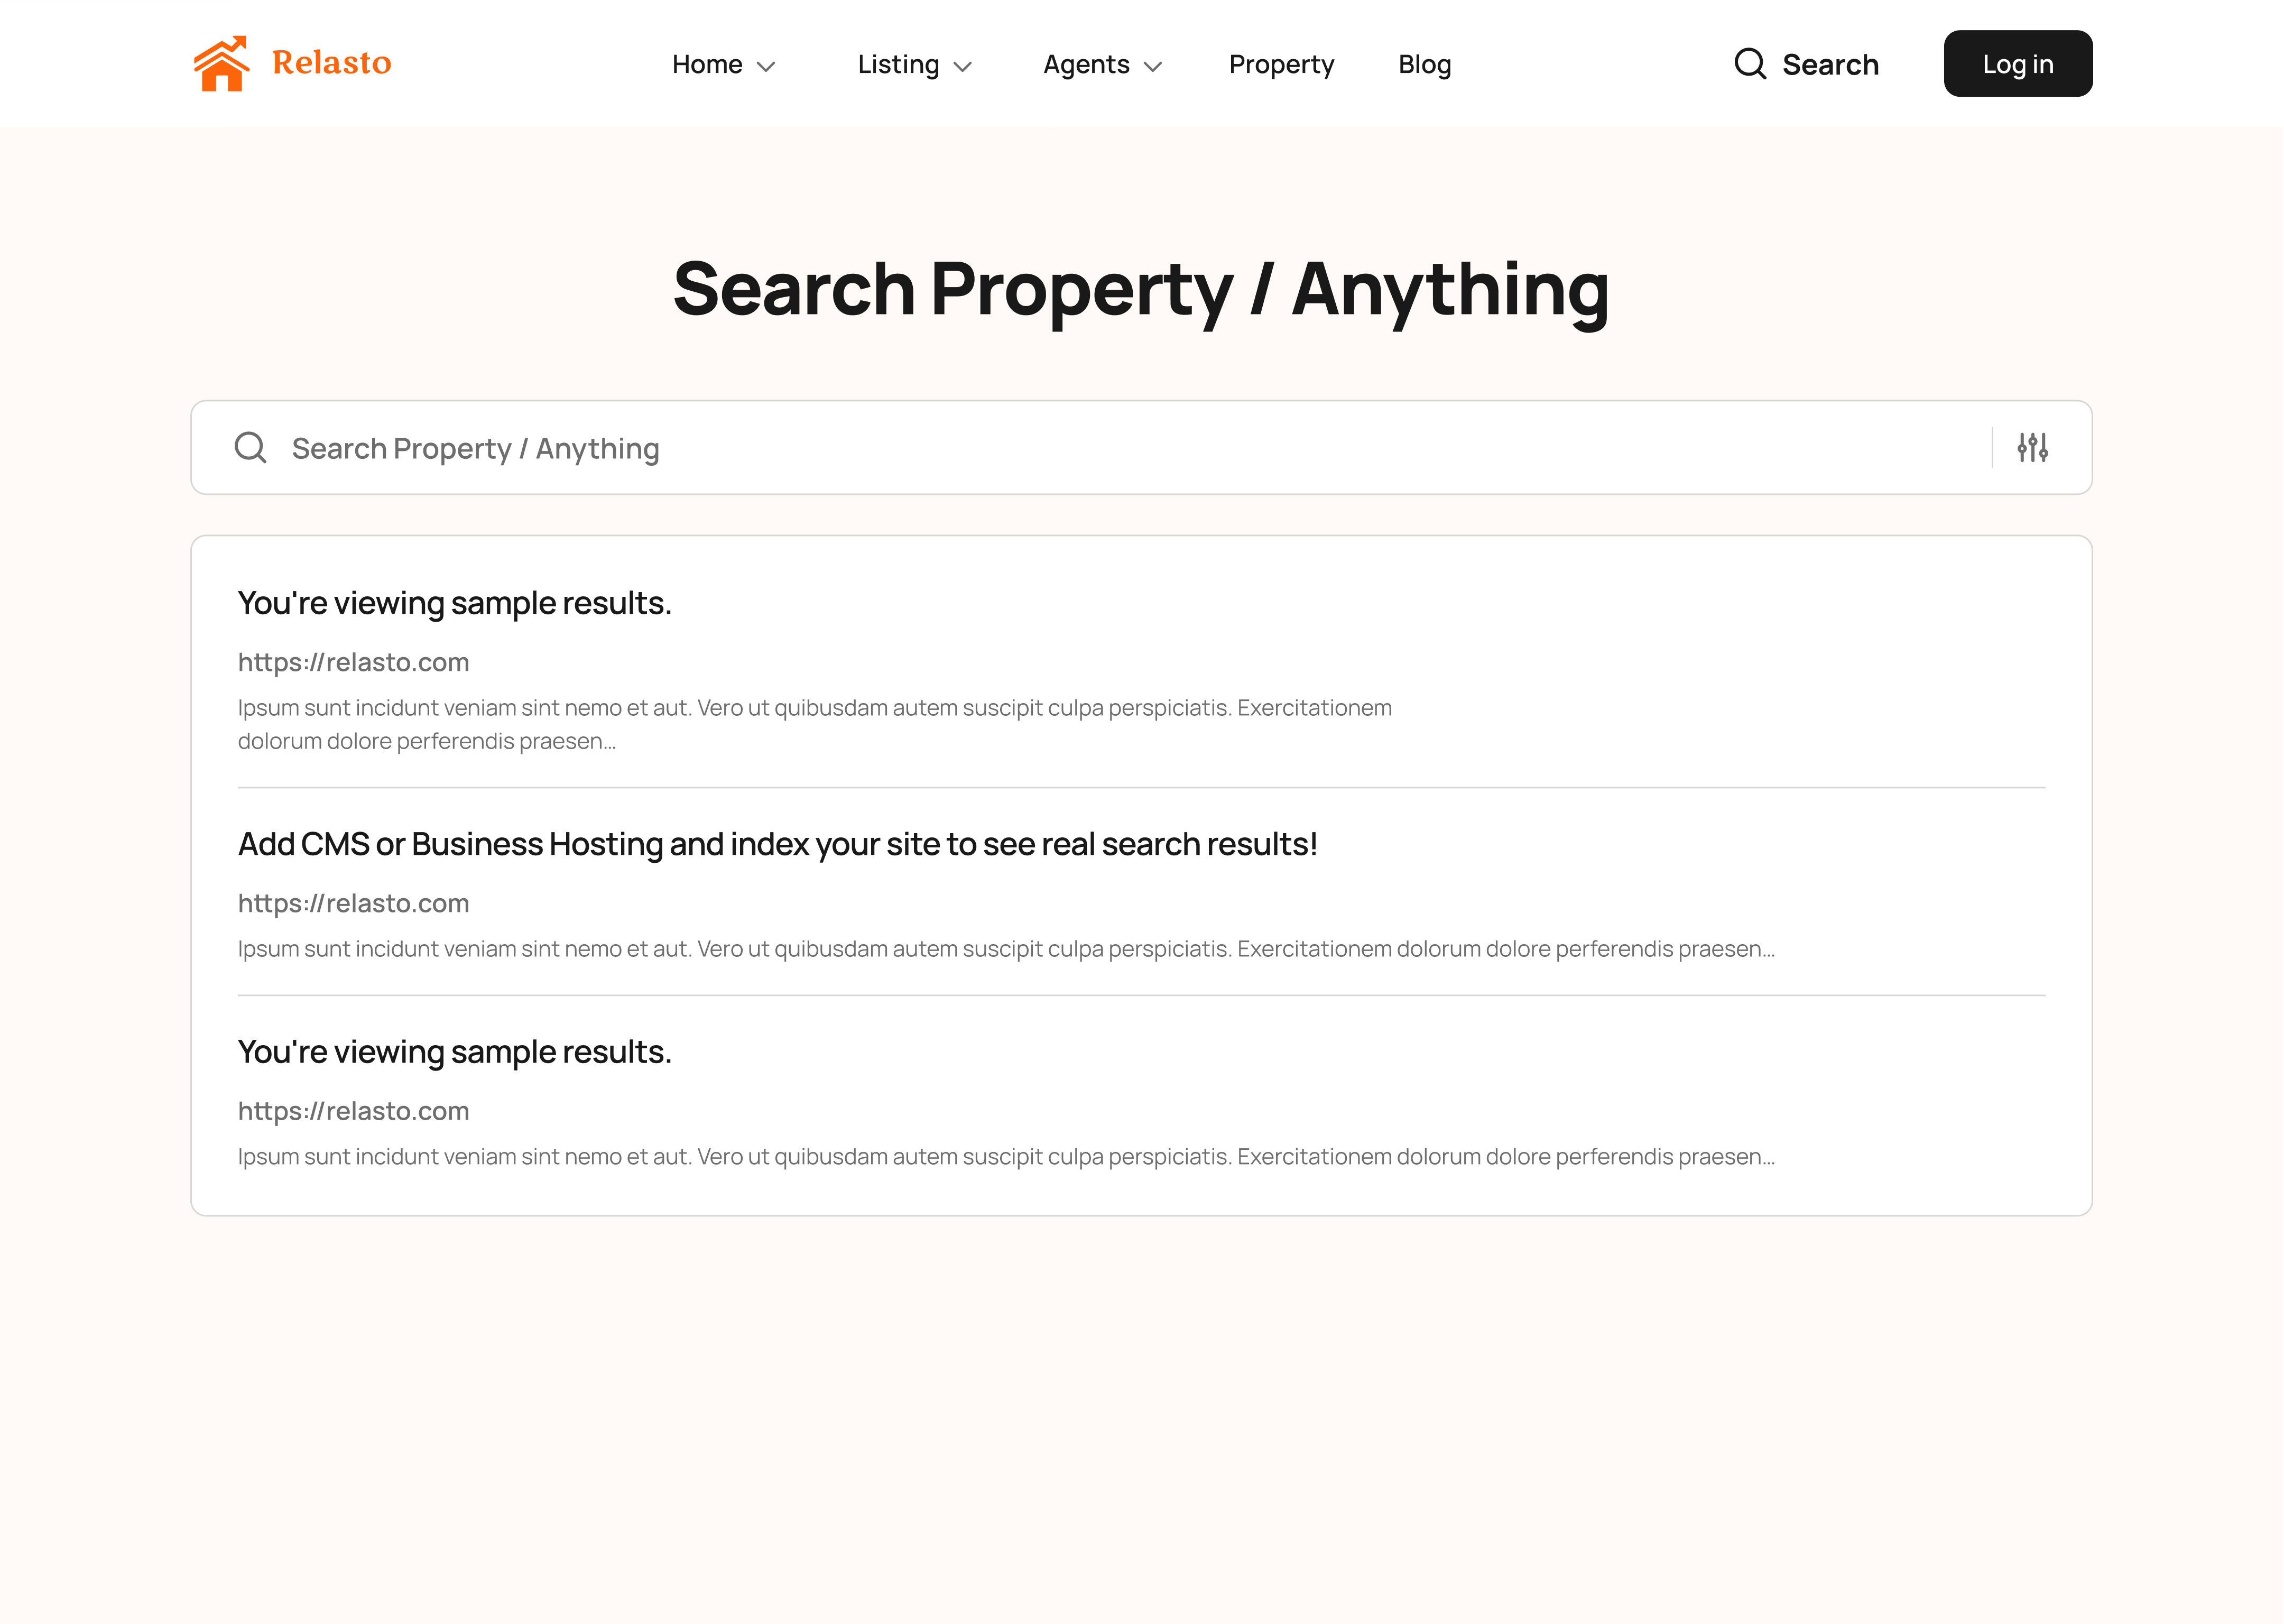 Relasto
Home
Listing
Agents
Property
Blog
Search
Log in
Search Property / Anything
Search Property / Anything
You're viewing sample results.
https://relasto.com
Ipsum sunt incidunt veniam sint nemo et aut. Vero ut quibusdam autem suscipit culpa perspiciatis. Exercitationem
dolorum dolore perferendis praesen...
Add CMS or Business Hosting and index your site to see real search results!
https://relasto.com
Ipsum sunt incidunt veniam sint nemo et aut. Vero ut quibusdam autem suscipit culpa perspiciatis. Exercitationem dolorum dolore perferendis praesen...
You're viewing sample results.
https://relasto.com
Ipsum sunt incidunt veniam sint nemo et aut. Vero ut quibusdam autem suscipit culpa perspiciatis. Exercitationem dolorum dolore perferendis praesen...